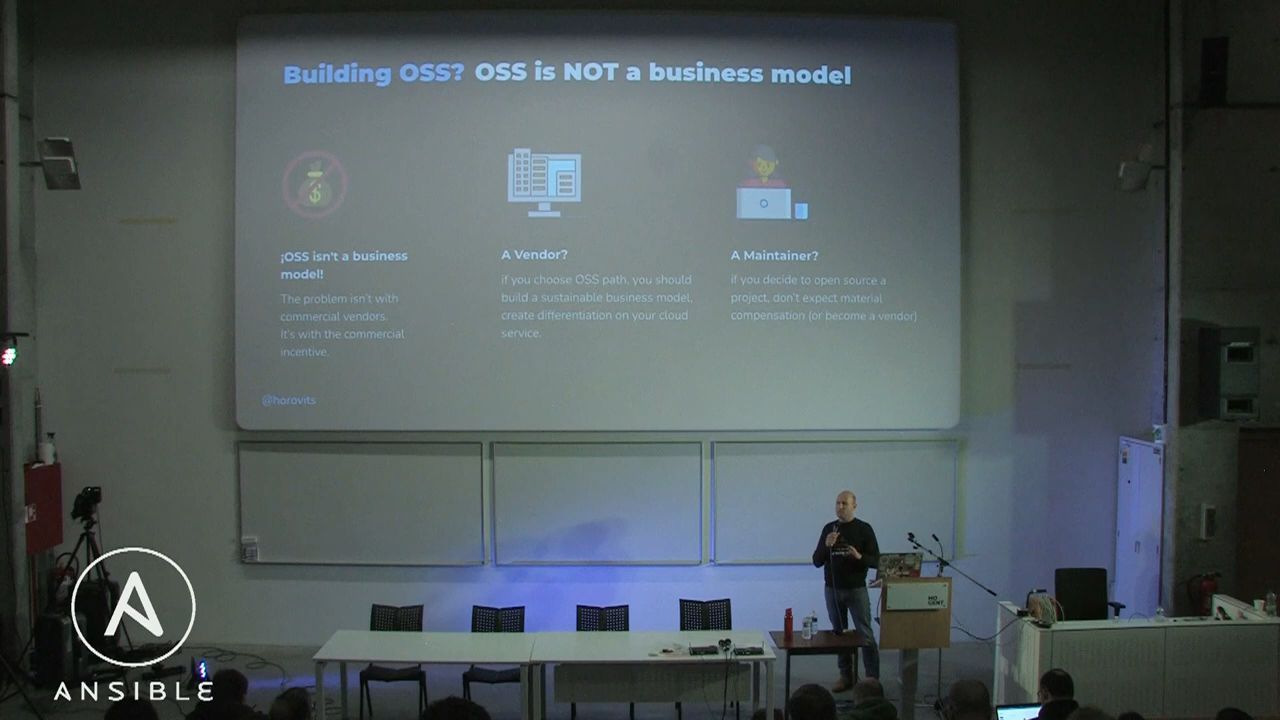 Building OSS? OSS is NOT a business model
¡OSS isn't a business
model!
The problem isn't with
commercial vendors.
It's with the commercial
incentive.
A Vendor?
if you choose OSS path, you should
build a sustainable business model,
create differentiation on your cloud
service.
A Maintainer?
if you decide to open source a
project, don't expect material
compensation (or become a vendor)
@horovits
HO
GENT
ANSIBLE